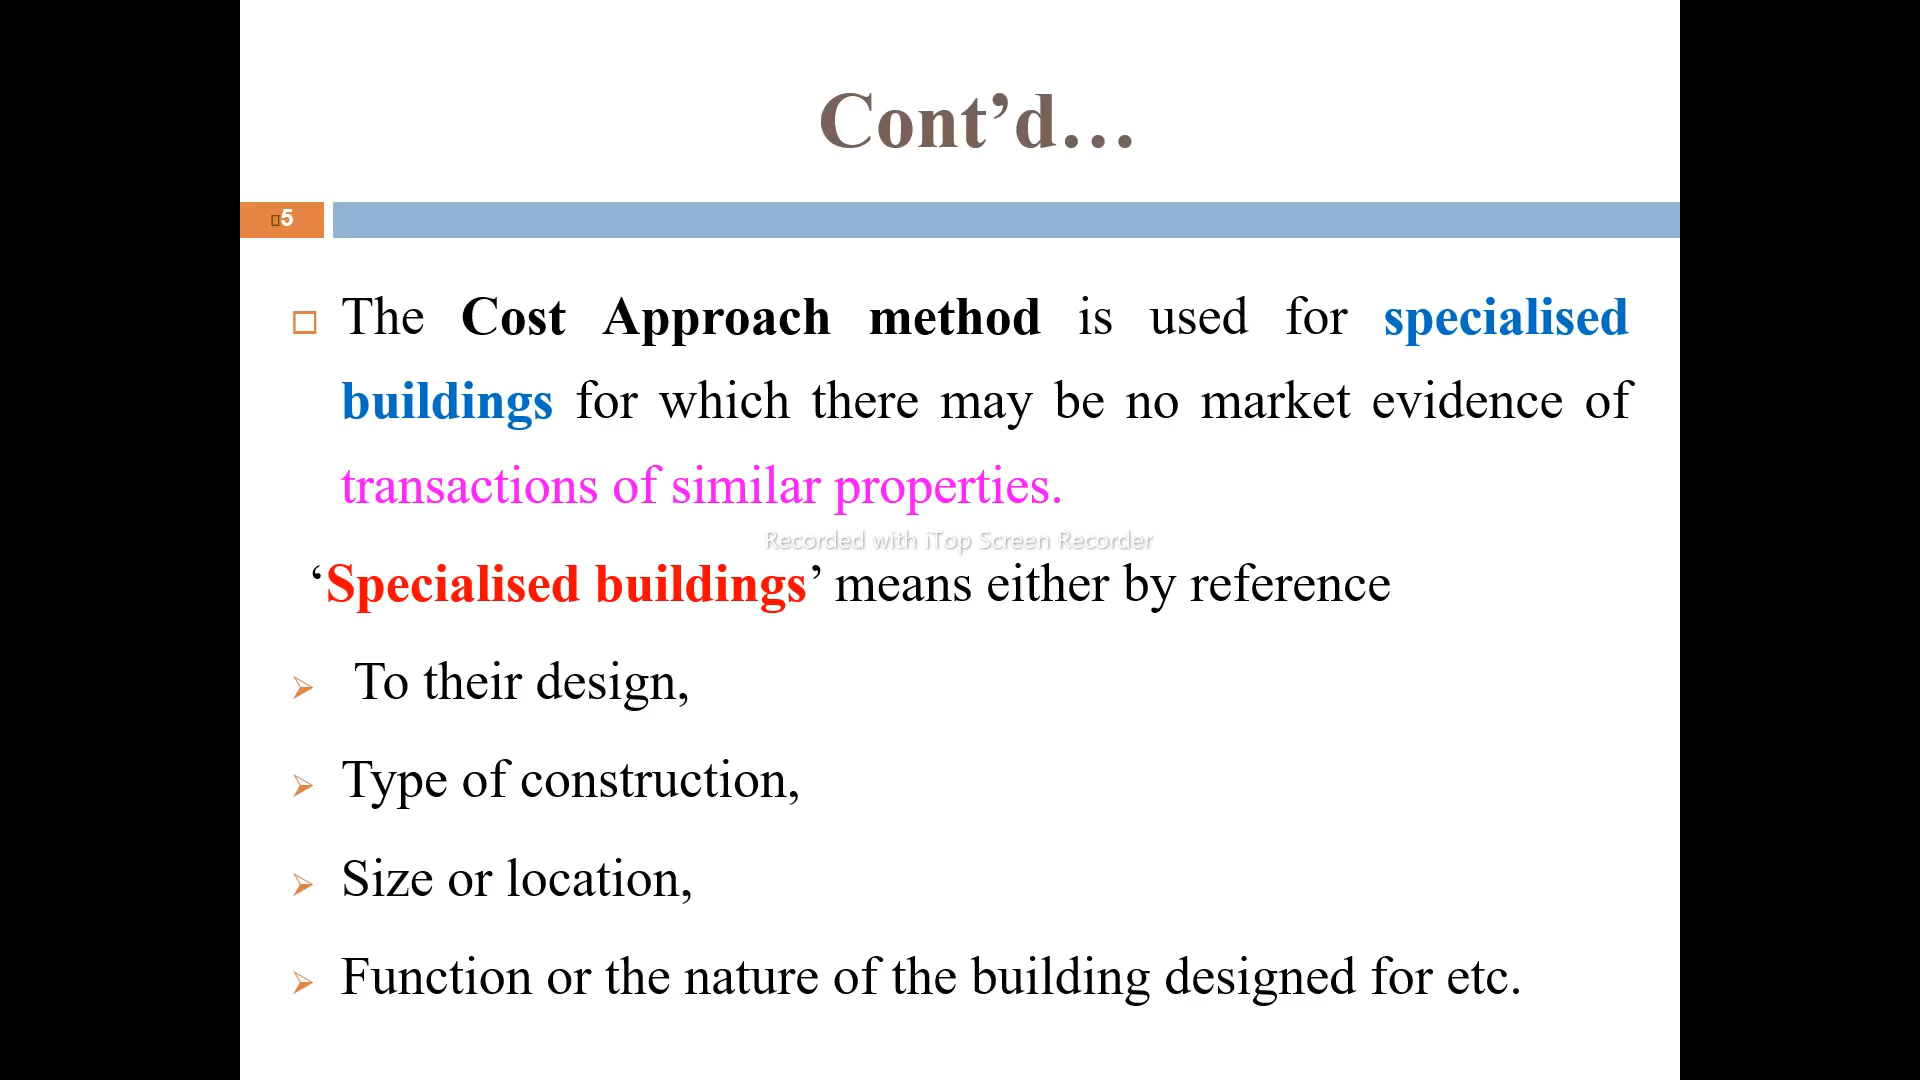 Cont’d…
5
The Cost Approach method is used for specialised
buildings for which there may be no market evidence of
transactions of similar properties.
Recorded with iTop Screen Recorder
‘Specialised buildings’ means either by reference
To their design,
Type of construction,
Size or location,
Function or the nature of the building designed for etc.